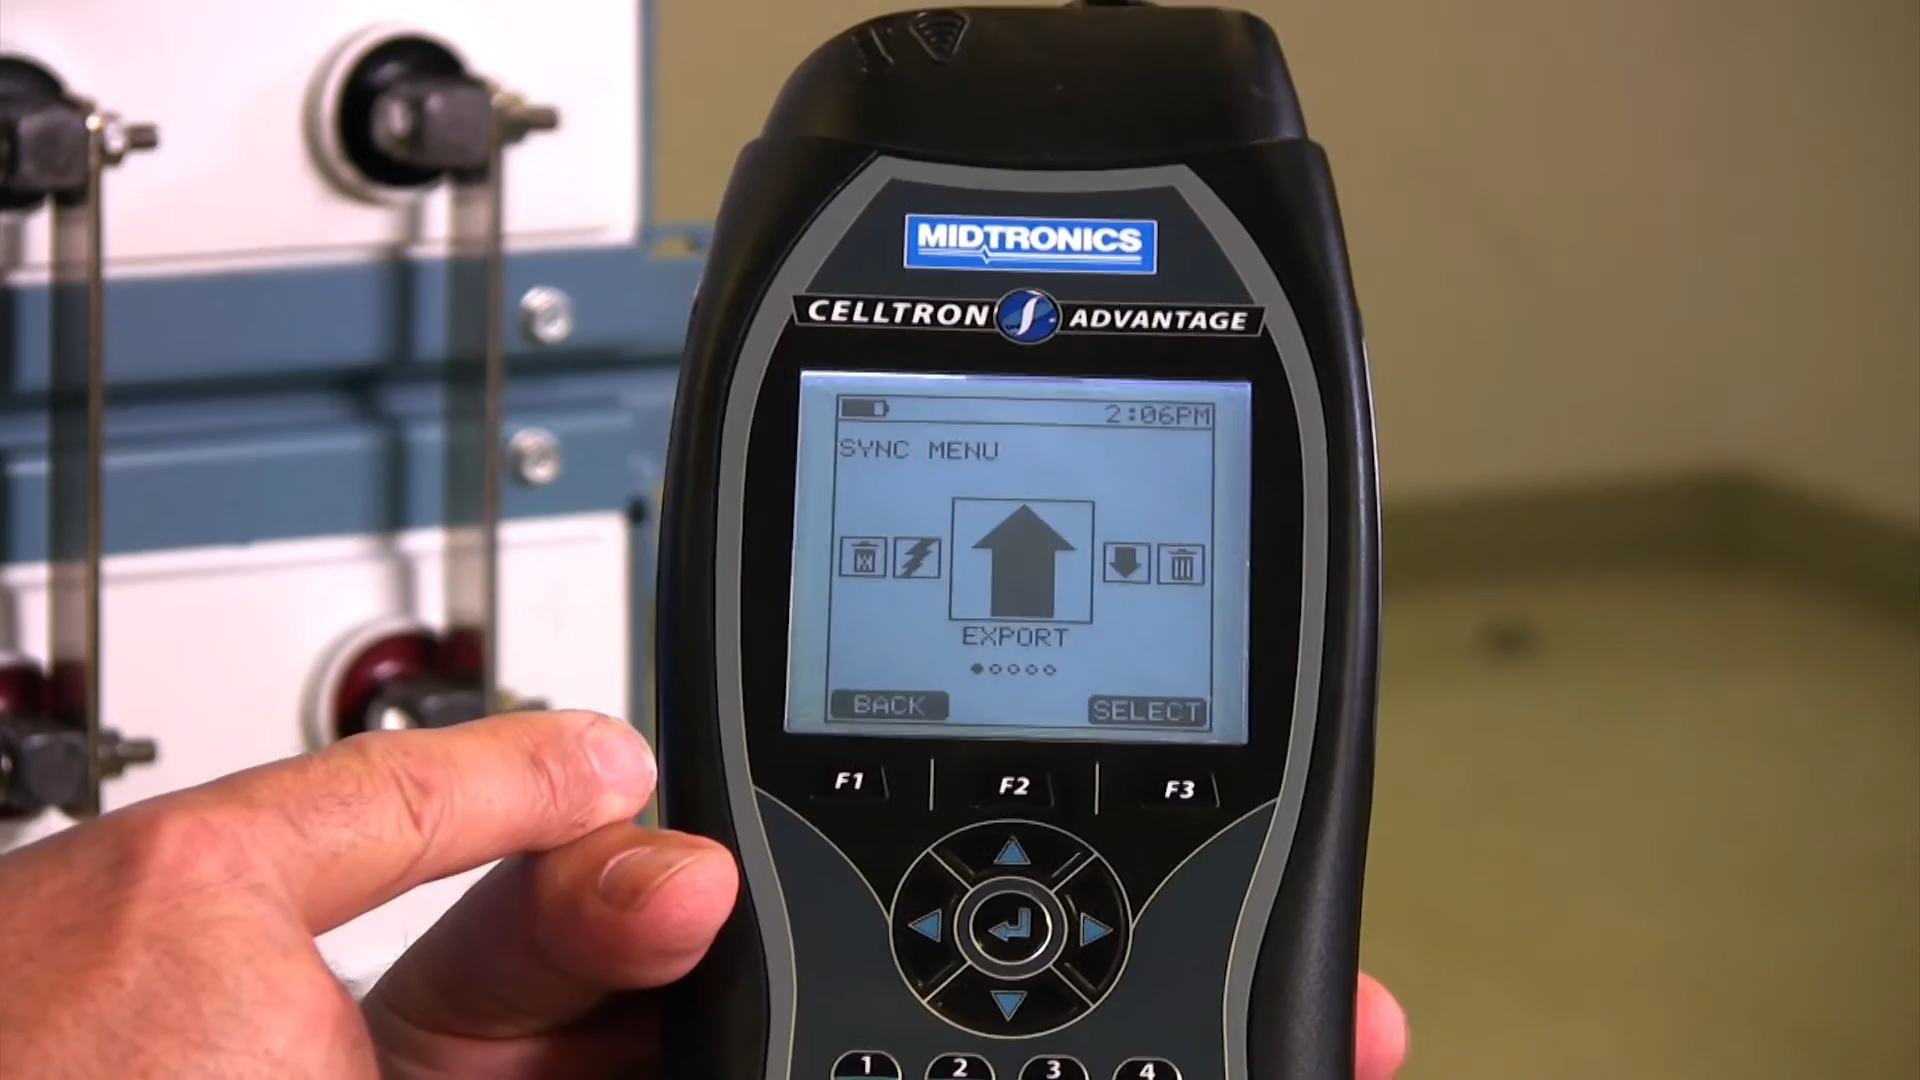 MIDTRONICS
CELLTRON ADVANTAGE
2:06PM
SYNC MENU
EXPORT
BACK
SELECT
F1
F2
F3
1
2
3
4